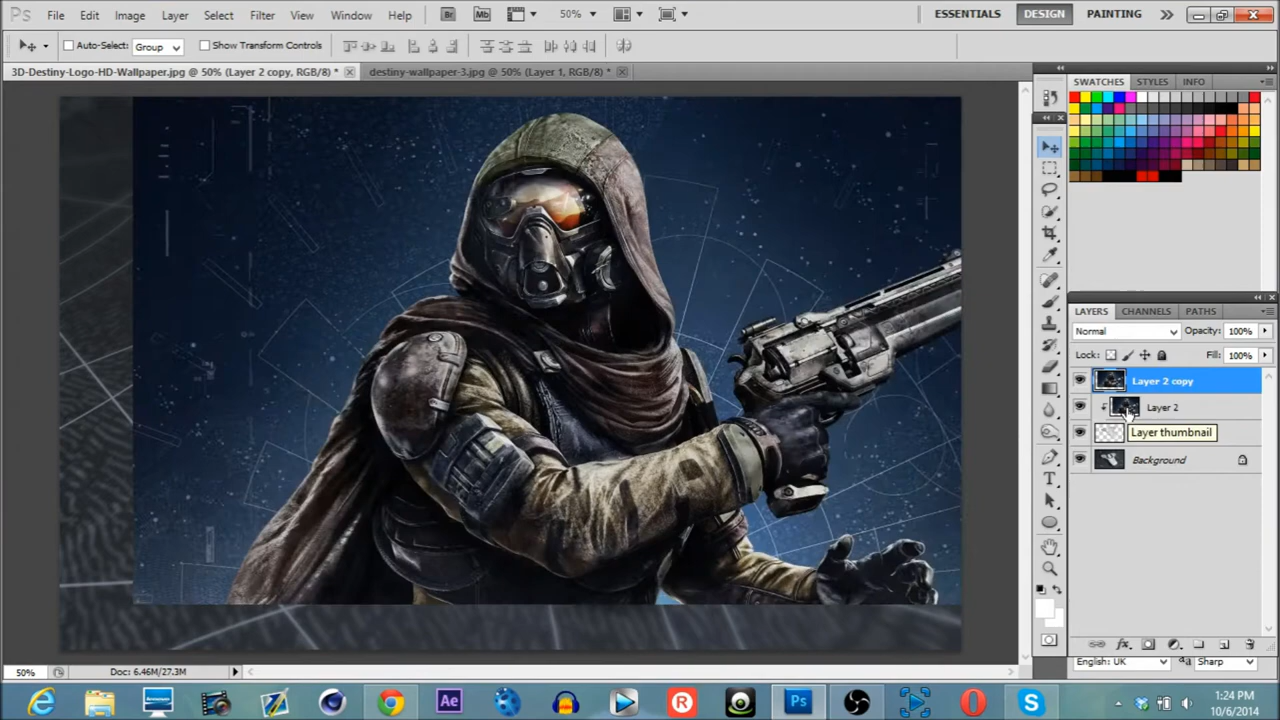 Ps File Edit Image Layer Select Filter View Window Help Br Mb 50% ESSENTIALS DESIGN PAINTING
Auto-Select: Group Show Transform Controls
3D-Destiny-Logo-HD-Wallpaper.jpg @ 50% (Layer 2 copy, RGB/8) * destiny-wallpaper-3.jpg @ 50% (Layer 1, RGB/8) *
SWATCHES STYLES INFO
LAYERS CHANNELS PATHS
Normal Opacity: 100%
Lock: Fill: 100%
Layer 2 copy
Layer 2
Layer thumbnail
Background
fx
English: UK aa Sharp
50% Doc: 6.46M/27.3M
Ae R Ps S
1:24 PM
10/6/2014